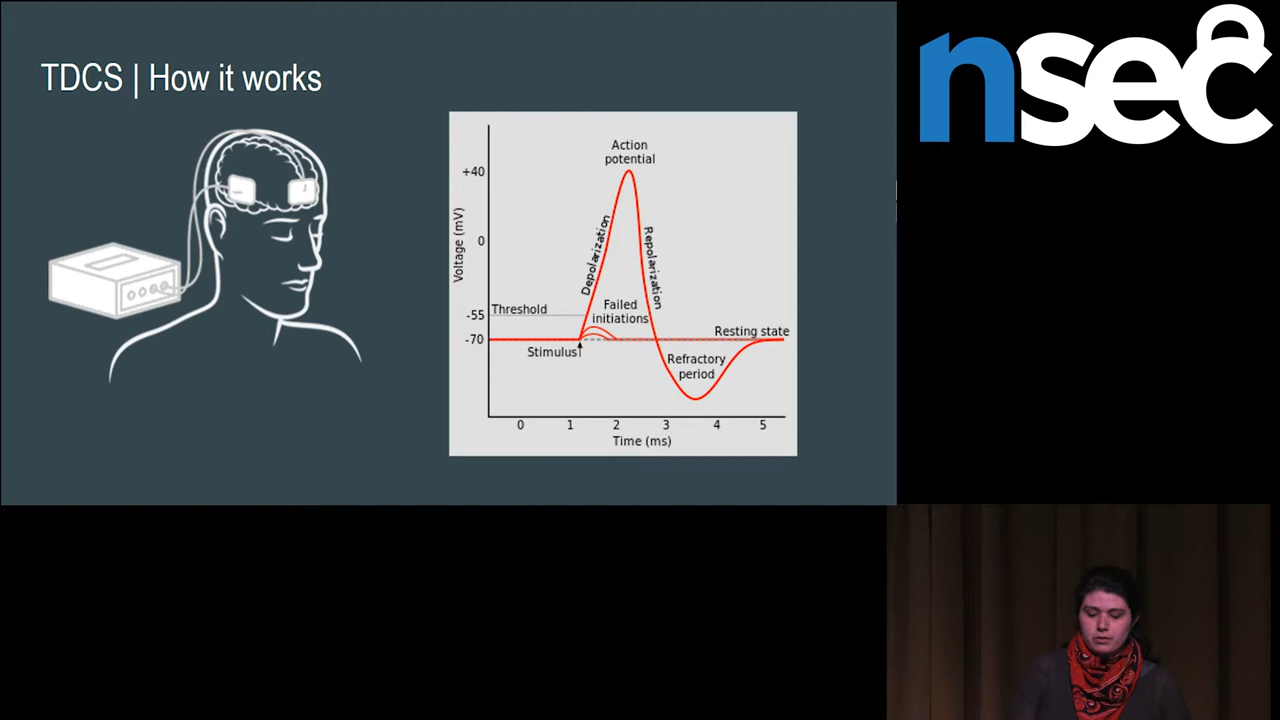 TDCS | How it works
nsec
Action
potential
+40
0
-55
-70
Voltage (mV)
Depolarization
Repolarization
Threshold
Failed
initiations
Stimulus
Resting state
Refractory
period
0 1 2 3 4 5
Time (ms)